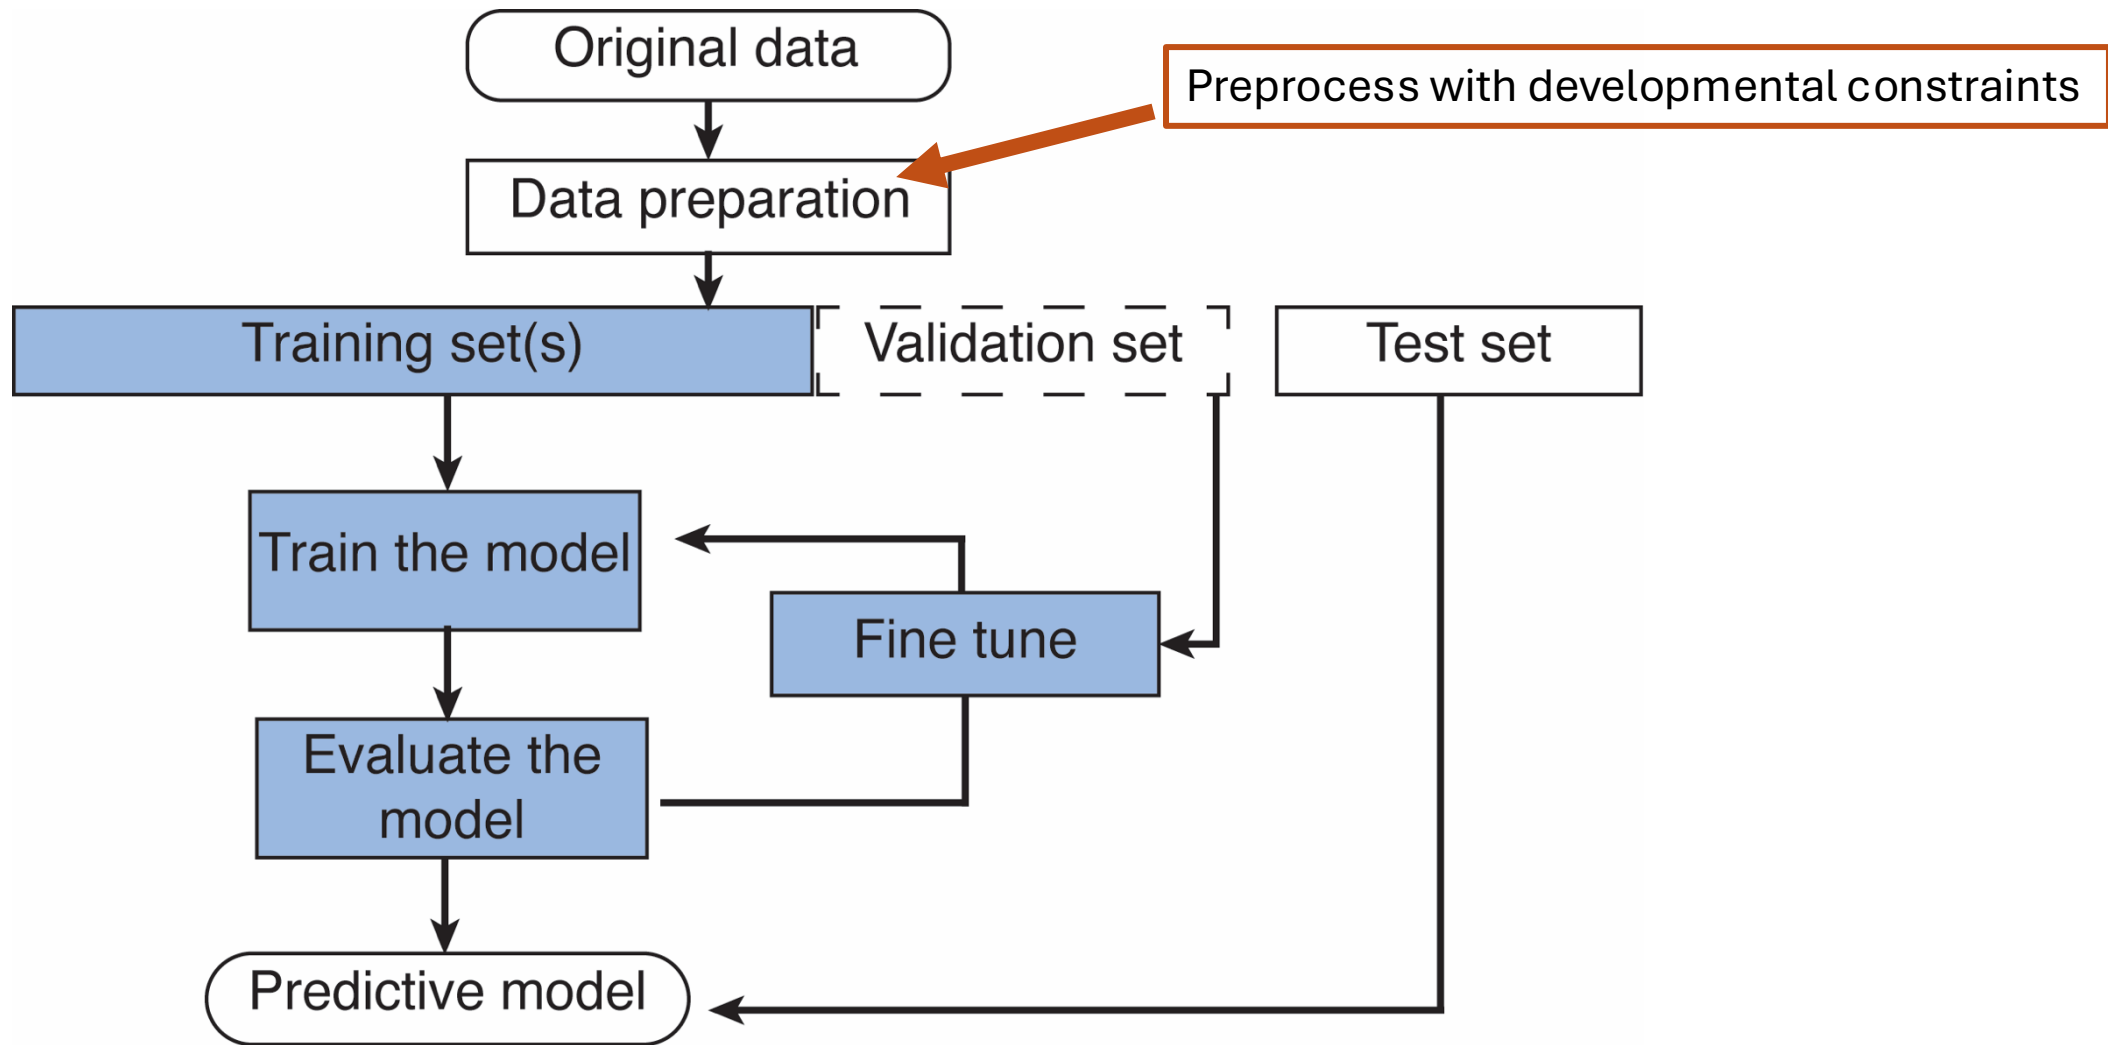 Original data
Preprocess with developmental constraints
Data preparation
Training set(s)
Validation set
Test set
Train the model
Fine tune
Evaluate the
model
Predictive model